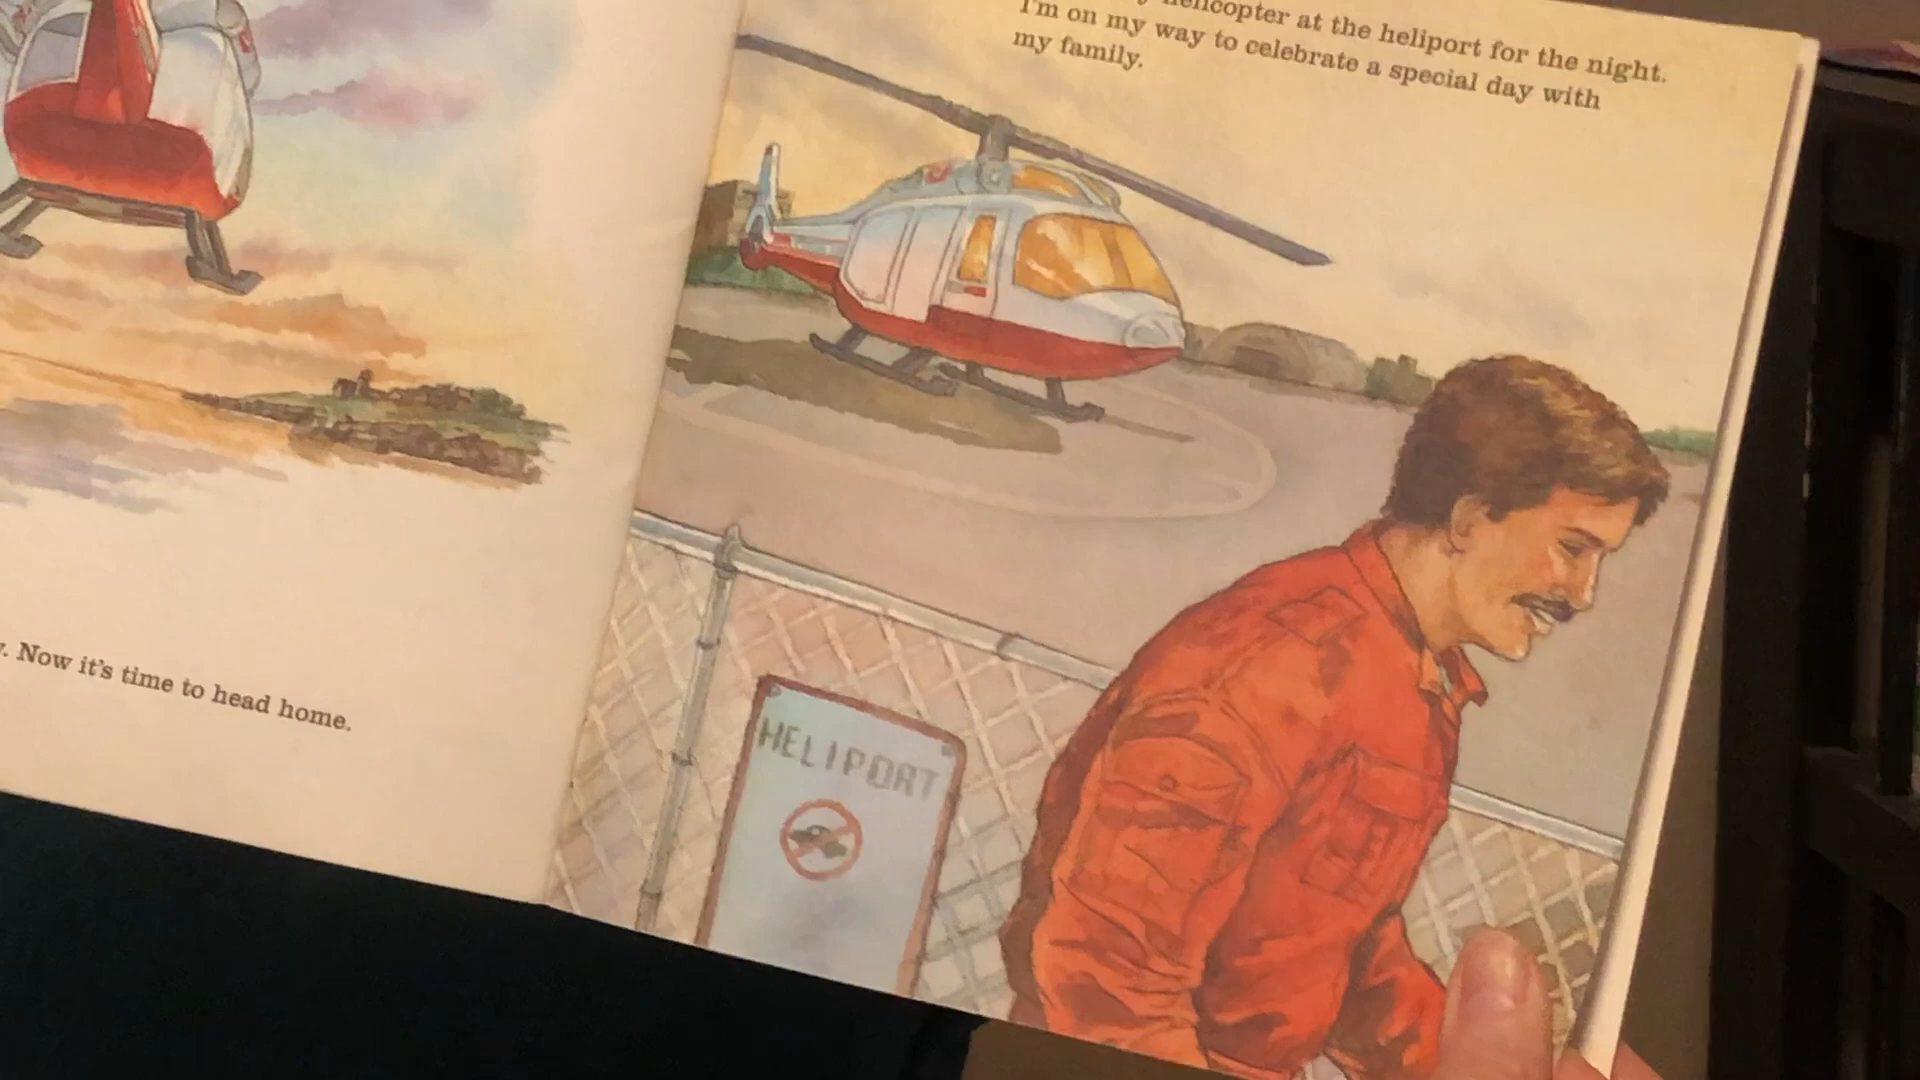 Now it's time to head home.
helicopter at the heliport for the night.
I'm on my way to celebrate a special day with
my family.
HELIPORT